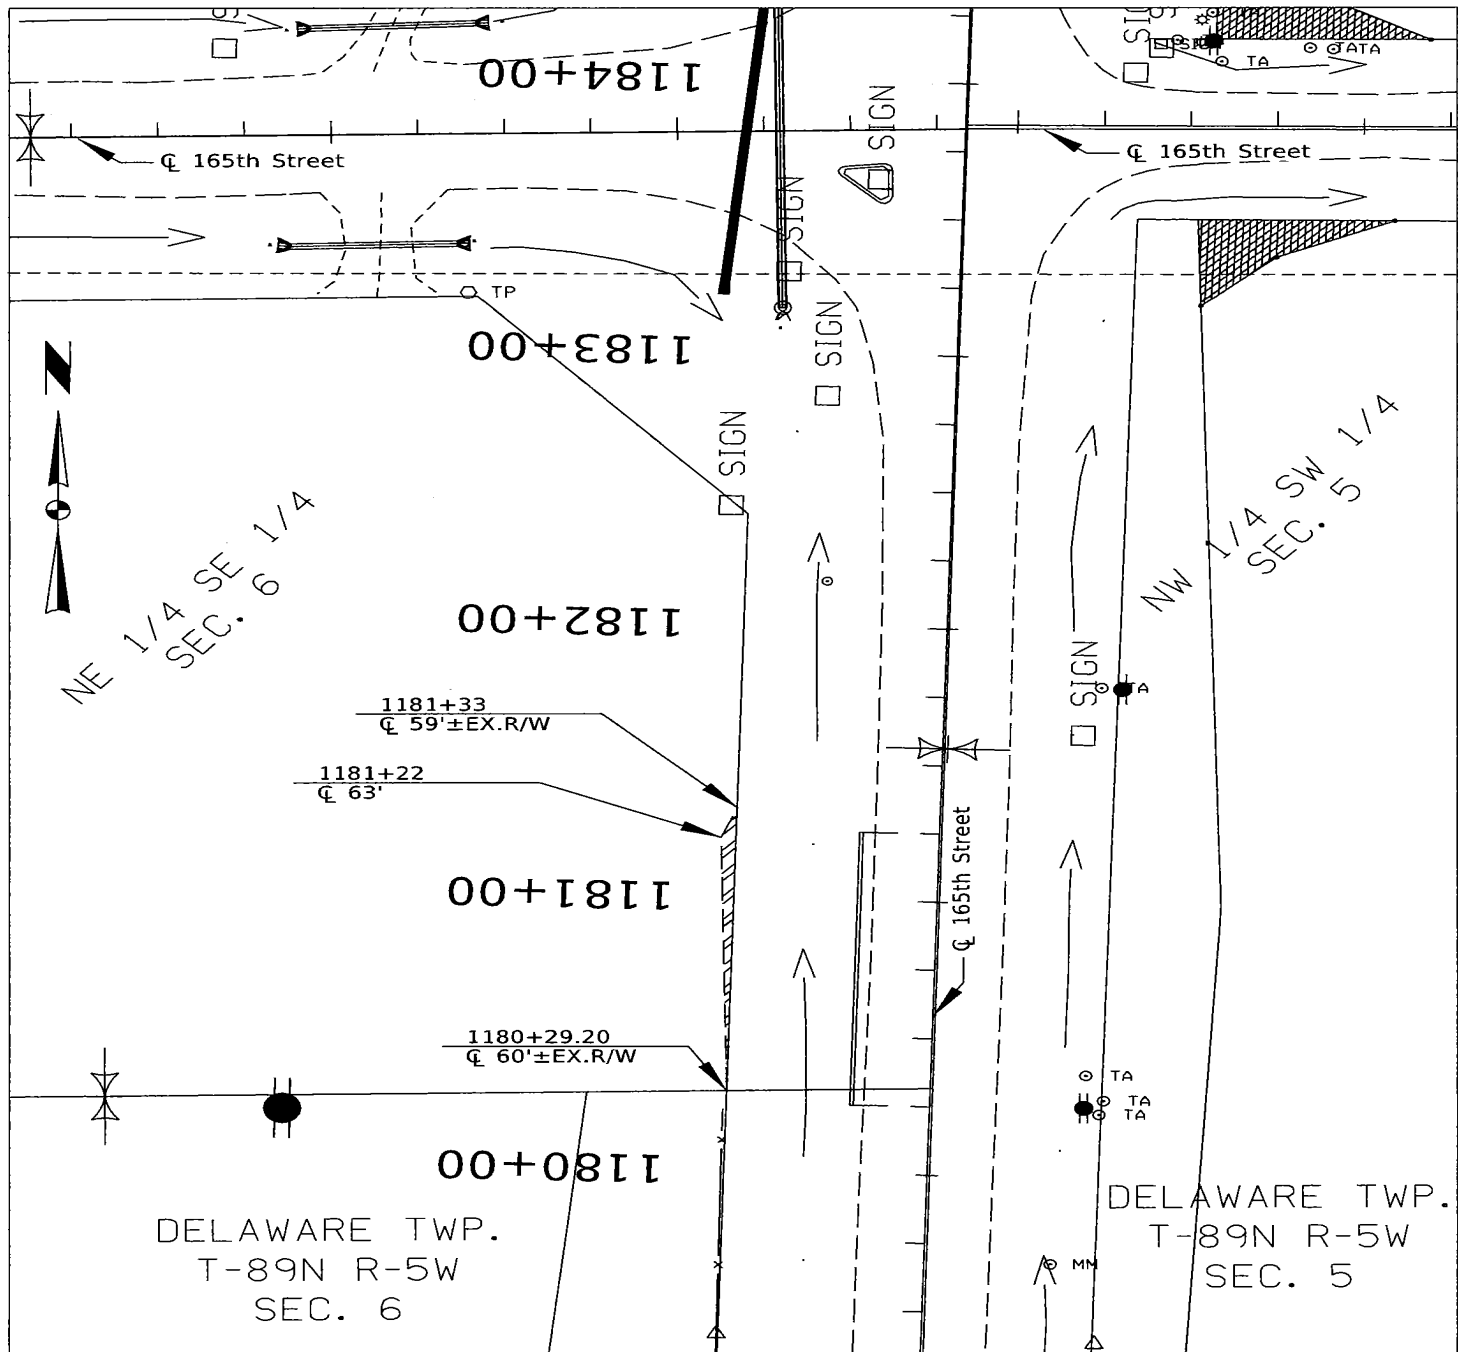 SIGN
SIGN
TATA
TA
1184+00
SIGN
℄ 165th Street
℄ 165th Street
SIGN
TP
1183+00
SIGN
N
SIGN
NE 1/4 SE 1/4
SEC. 6
NW 1/4 SW 1/4
SEC. 5
1182+00
SIGN
TA
1181+33
℄ 59'±EX.R/W
1181+22
℄ 63'
1181+00
℄ 165th Street
1180+29.20
℄ 60'±EX.R/W
TA
TA
TA
1180+00
DELAWARE TWP.
T-89N R-5W
SEC. 6
DELAWARE TWP.
T-89N R-5W
SEC. 5
MM